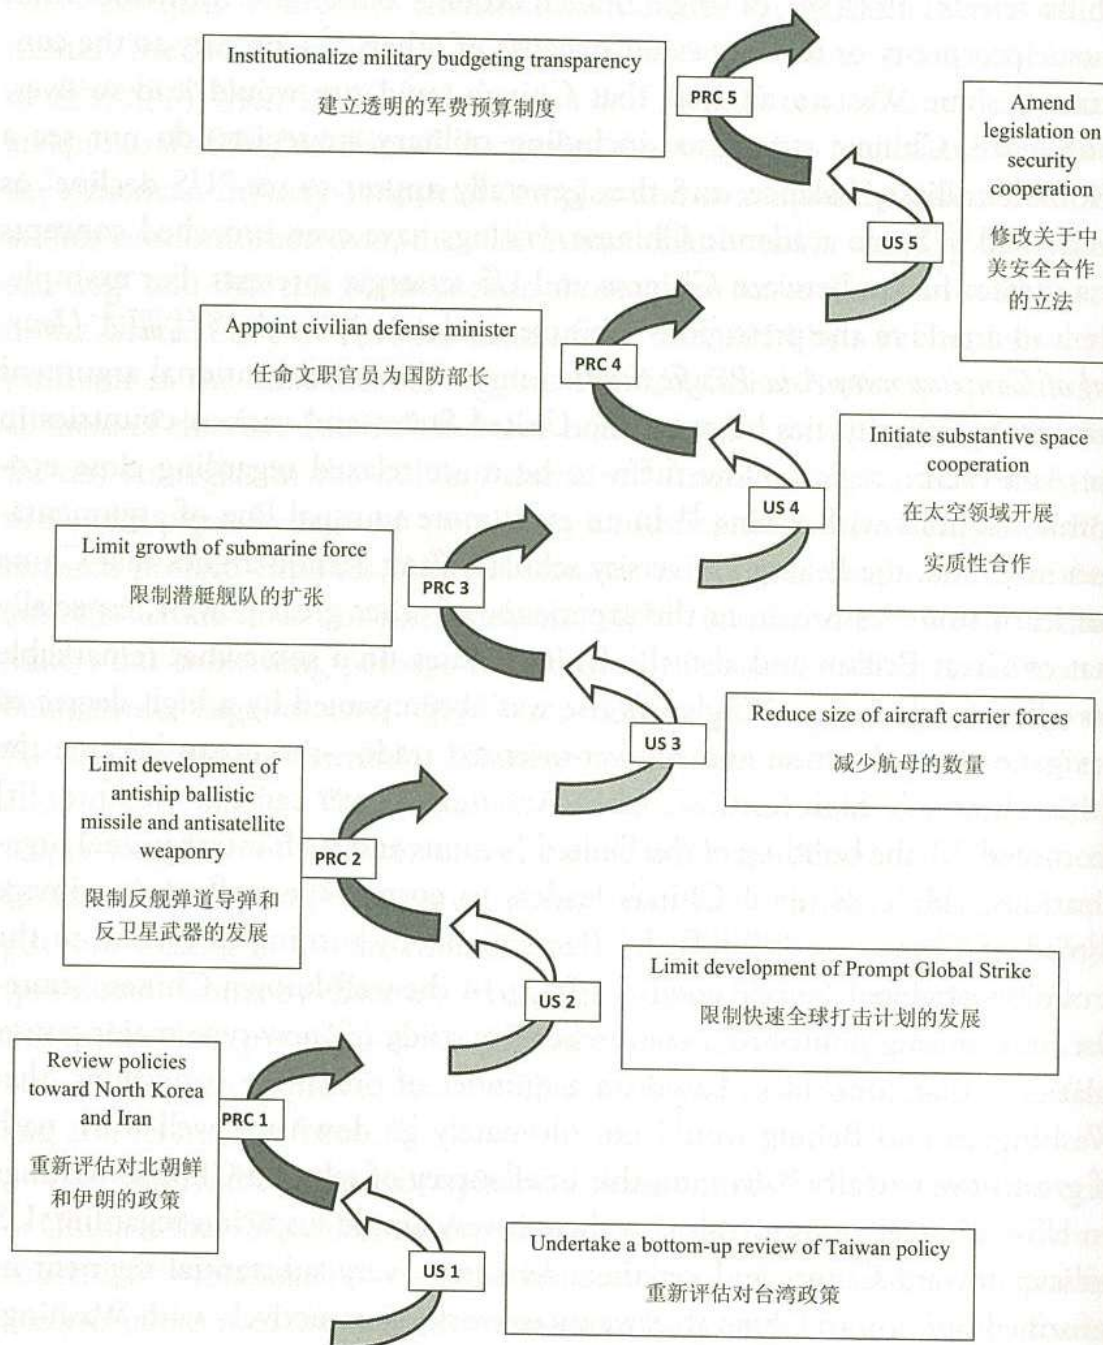 Institutionalize military budgeting transparency
建立透明的军费预算制度
PRC 5
Amend
legislation on
security
cooperation
修改关于中
美安全合作
的立法
US 5
Appoint civilian defense minister
任命文职官员为国防部长
PRC 4
Initiate substantive space
cooperation
在太空领域开展
实质性合作
US 4
Limit growth of submarine force
限制潜艇舰队的扩张
PRC 3
Reduce size of aircraft carrier forces
减少航母的数量
US 3
Limit development of
antiship ballistic
missile and antisatellite
weaponry
限制反舰弹道导弹和
反卫星武器的发展
PRC 2
Limit development of Prompt Global Strike
限制快速全球打击计划的发展
US 2
Review policies
toward North Korea
and Iran
重新评估对北朝鲜
和伊朗的政策
PRC 1
Undertake a bottom-up review of Taiwan policy
重新评估对台湾政策
US 1